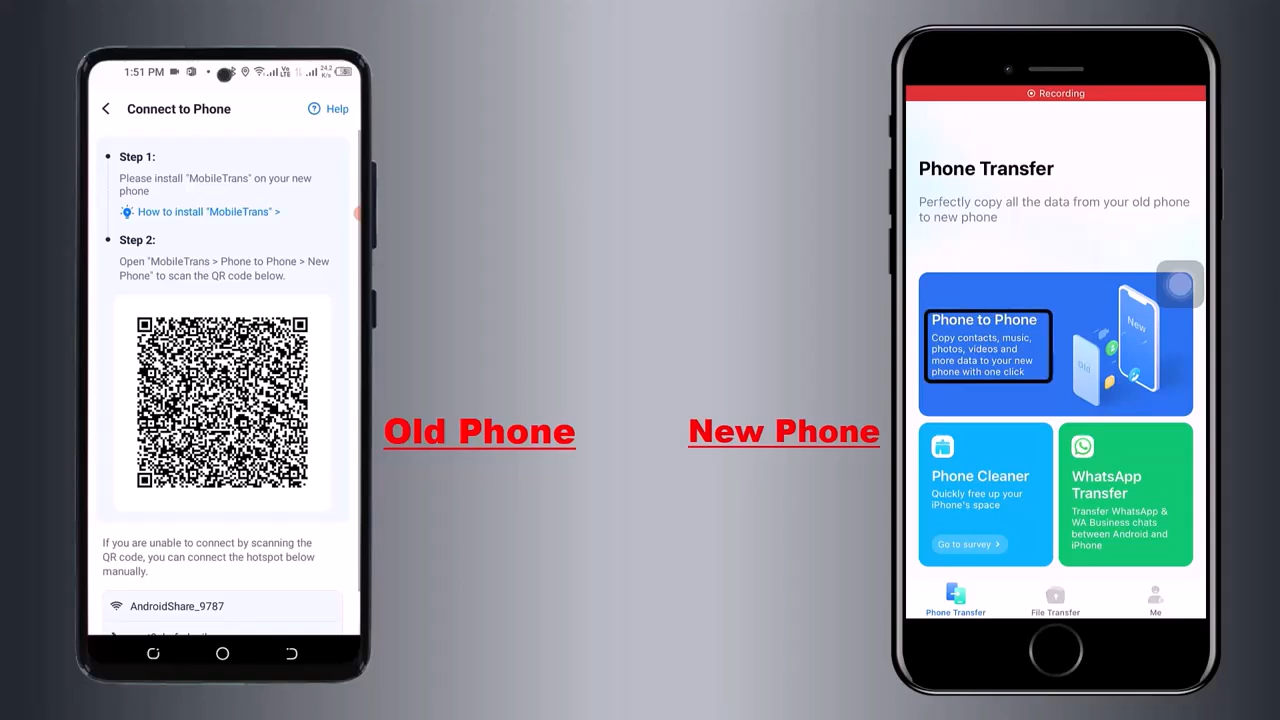 1:51 PM
Vo
LTE
24.2
K/s
Connect to Phone
Help
Step 1:
Please install "MobileTrans" on your new
phone
How to install "MobileTrans" >
Step 2:
Open "MobileTrans > Phone to Phone > New
Phone" to scan the QR code below.
If you are unable to connect by scanning the
QR code, you can connect the hotspot below
manually.
AndroidShare_9787
Old Phone
New Phone
Recording
Phone Transfer
Perfectly copy all the data from your old phone
to new phone
Phone to Phone
Copy contacts, music,
photos, videos and
more data to your new
phone with one click
Old
New
Phone Cleaner
Quickly free up your
iPhone's space
Go to survey >
WhatsApp
Transfer
Transfer WhatsApp &
WA Business chats
between Android and
iPhone
Phone Transfer
File Transfer
Me